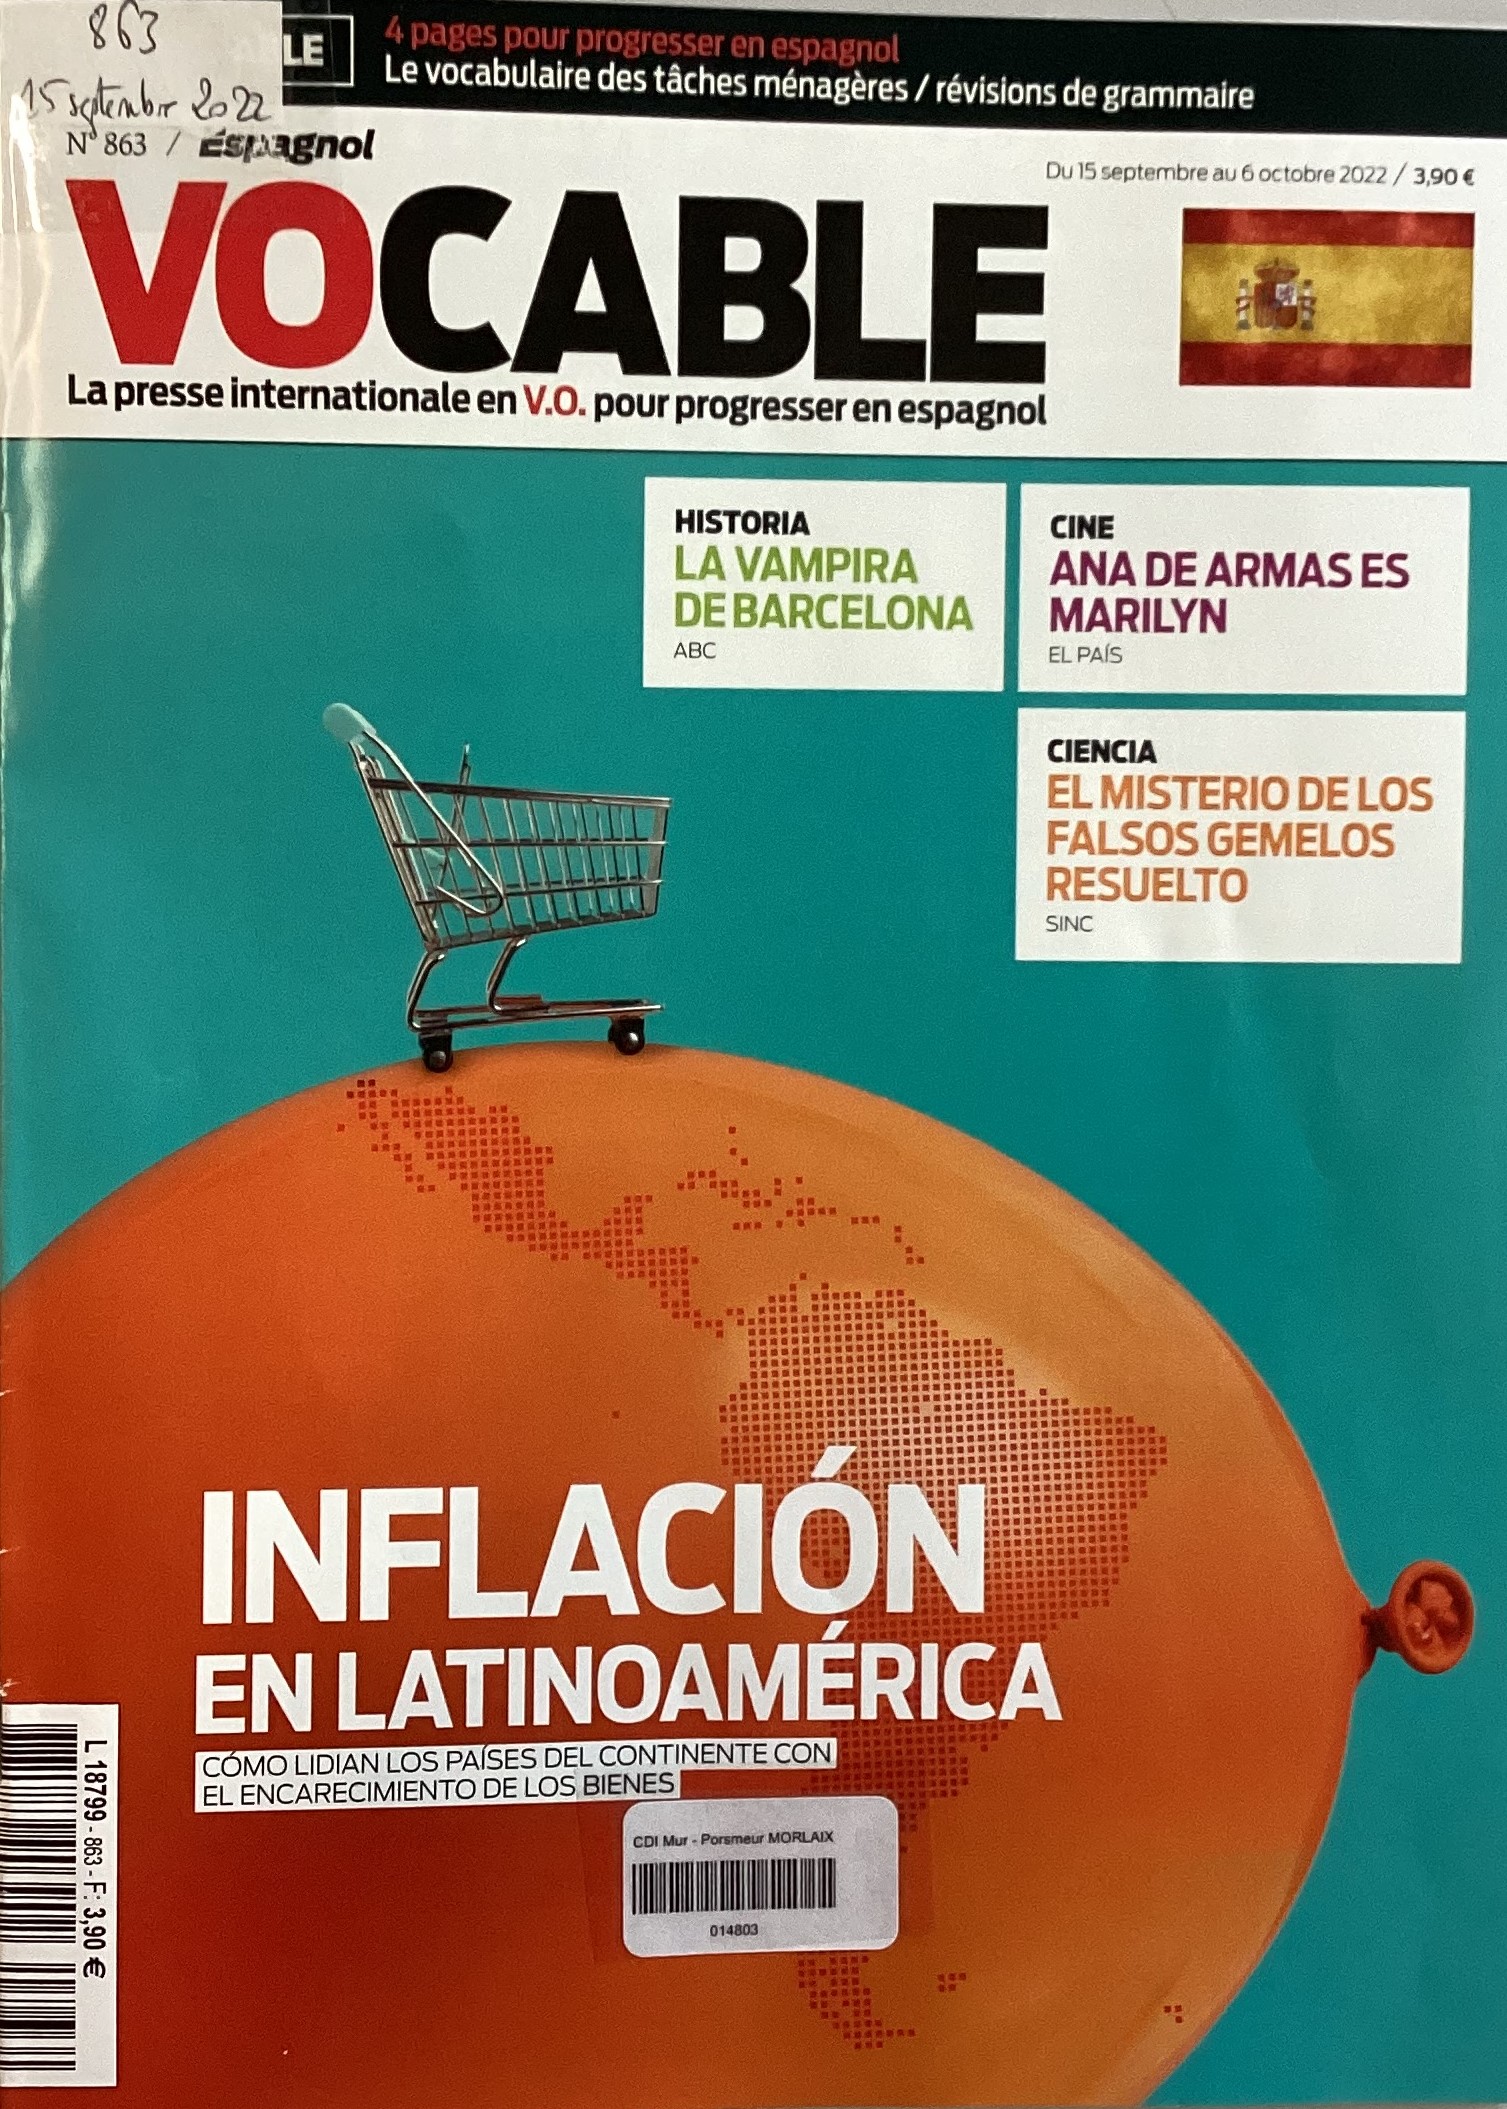 863
15 septembre 2022
LE
4 pages pour progresser en espagnol
Le vocabulaire des tâches ménagères / révisions de grammaire
N° 863 / Espagnol
Du 15 septembre au 6 octobre 2022 / 3,90 €
VOCABLE
La presse internationale en V.O. pour progresser en espagnol
HISTORIA
LA VAMPIRA
DE BARCELONA
ABC
CINE
ANA DE ARMAS ES
MARILYN
EL PAÍS
CIENCIA
EL MISTERIO DE LOS
FALSOS GEMELOS
RESUELTO
SINC
INFLACIÓN
EN LATINOAMÉRICA
CÓMO LIDIAN LOS PAÍSES DEL CONTINENTE CON
EL ENCARECIMIENTO DE LOS BIENES
CDI Mur - Porsmeur MORLAIX
014803
L 18799 - 863 - F: 3,90 €